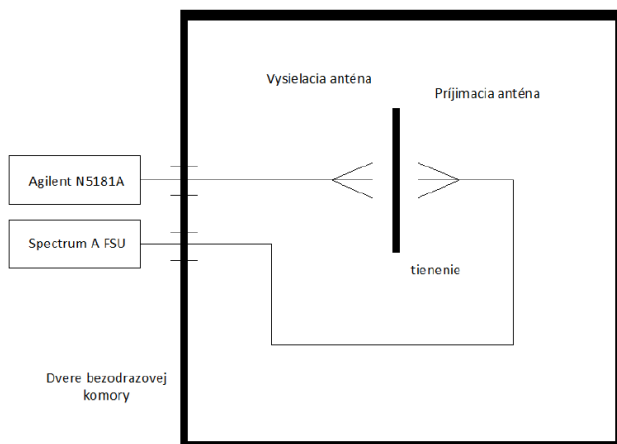 Vysielacia anténa
Príjimacia anténa
Agilent N5181A
Spectrum A FSU
tienenie
Dvere bezodrazovej
komory